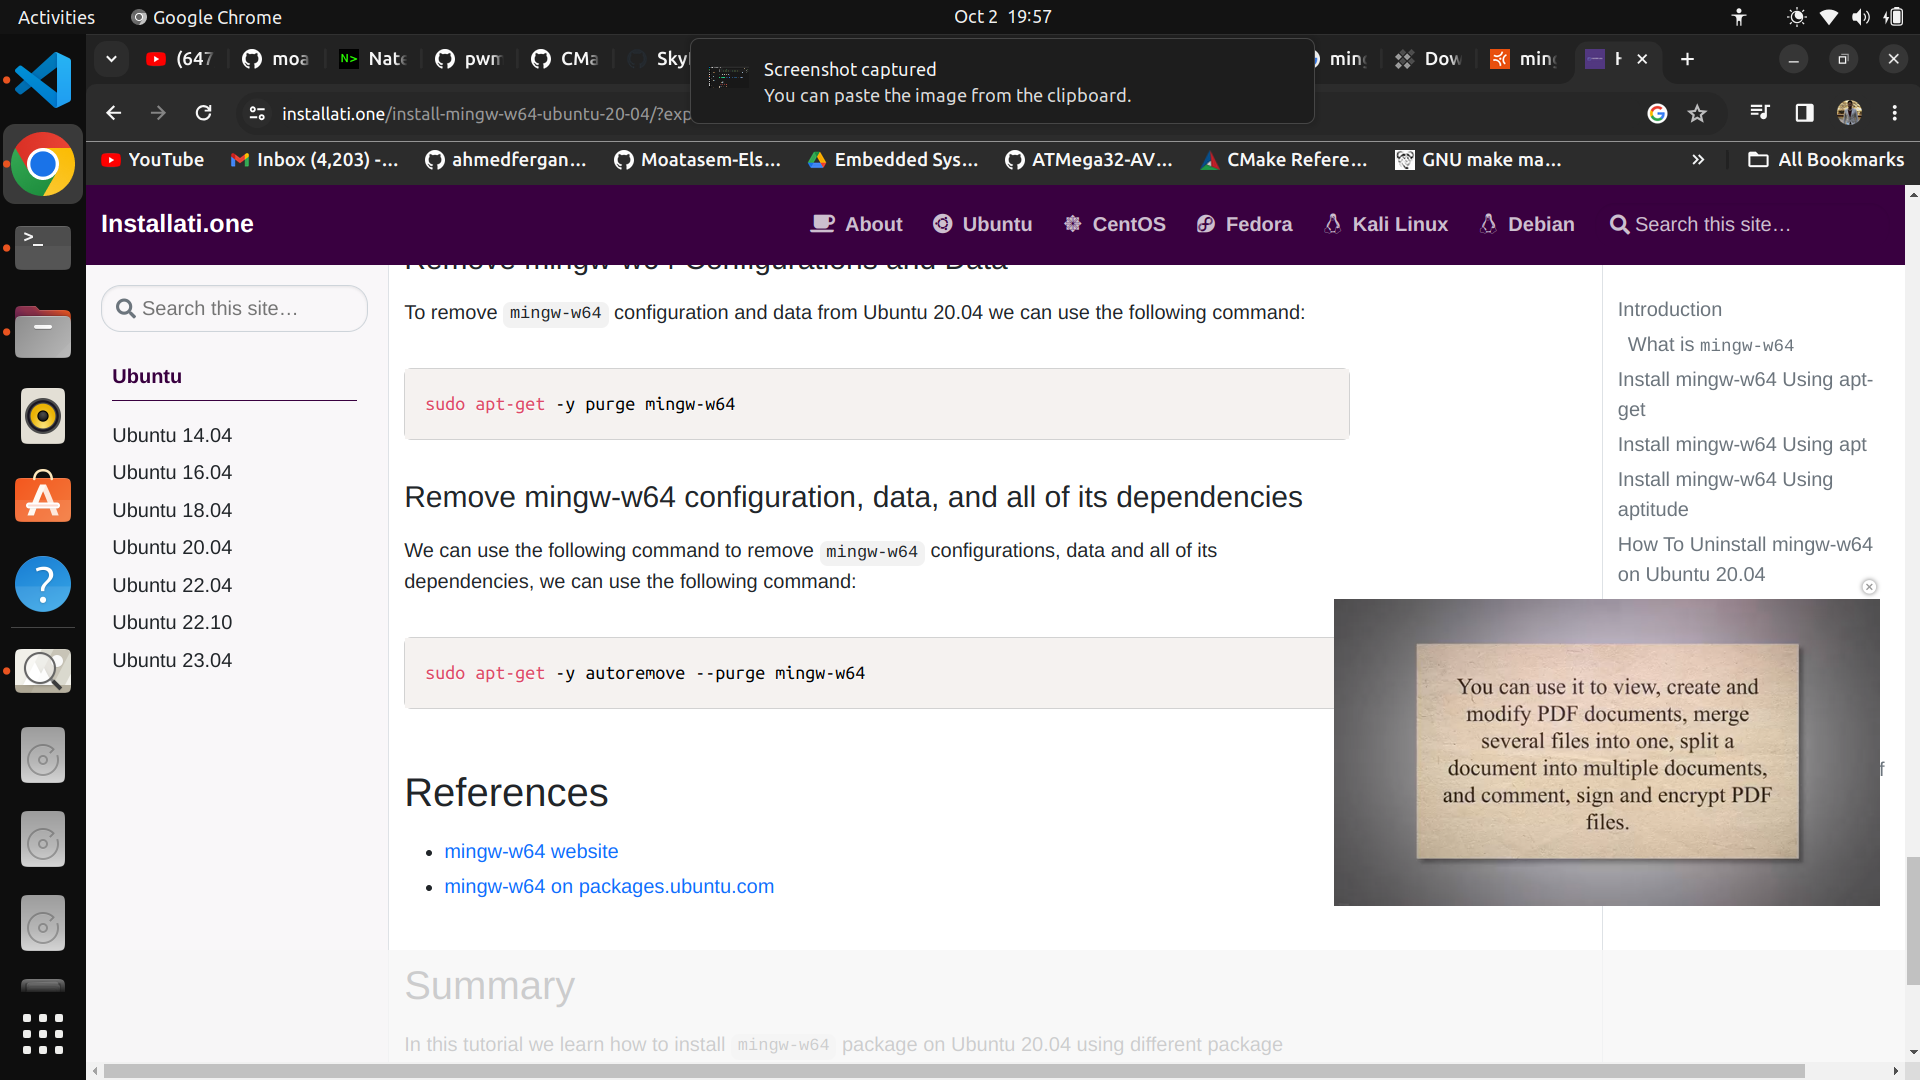 Activities
Google Chrome
Oct 2 19:57
(647
moa
Nate
pwm
CMa
Sky
min
Dow
ming
Screenshot captured
You can paste the image from the clipboard.
installati.one/install-mingw-w64-ubuntu-20-04/?exp
YouTube
Inbox (4,203) -...
ahmedfergan...
Moatasem-Els...
Embedded Sys...
ATMega32-AV...
CMake Refere...
GNU make ma...
»
All Bookmarks
Installati.one
About
Ubuntu
CentOS
Fedora
Kali Linux
Debian
Search this site…
Search this site…
Ubuntu
Ubuntu 14.04
Ubuntu 16.04
Ubuntu 18.04
Ubuntu 20.04
Ubuntu 22.04
Ubuntu 22.10
Ubuntu 23.04
Remove mingw-w64 Configurations and Data
To remove mingw-w64 configuration and data from Ubuntu 20.04 we can use the following command:
sudo apt-get -y purge mingw-w64
Remove mingw-w64 configuration, data, and all of its dependencies
We can use the following command to remove mingw-w64 configurations, data and all of its
dependencies, we can use the following command:
sudo apt-get -y autoremove --purge mingw-w64
References
mingw-w64 website
mingw-w64 on packages.ubuntu.com
Summary
In this tutorial we learn how to install mingw-w64 package on Ubuntu 20.04 using different package
Introduction
What is mingw-w64
Install mingw-w64 Using apt-
get
Install mingw-w64 Using apt
Install mingw-w64 Using
aptitude
How To Uninstall mingw-w64
on Ubuntu 20.04
You can use it to view, create and
modify PDF documents, merge
several files into one, split a
document into multiple documents,
and comment, sign and encrypt PDF
files.